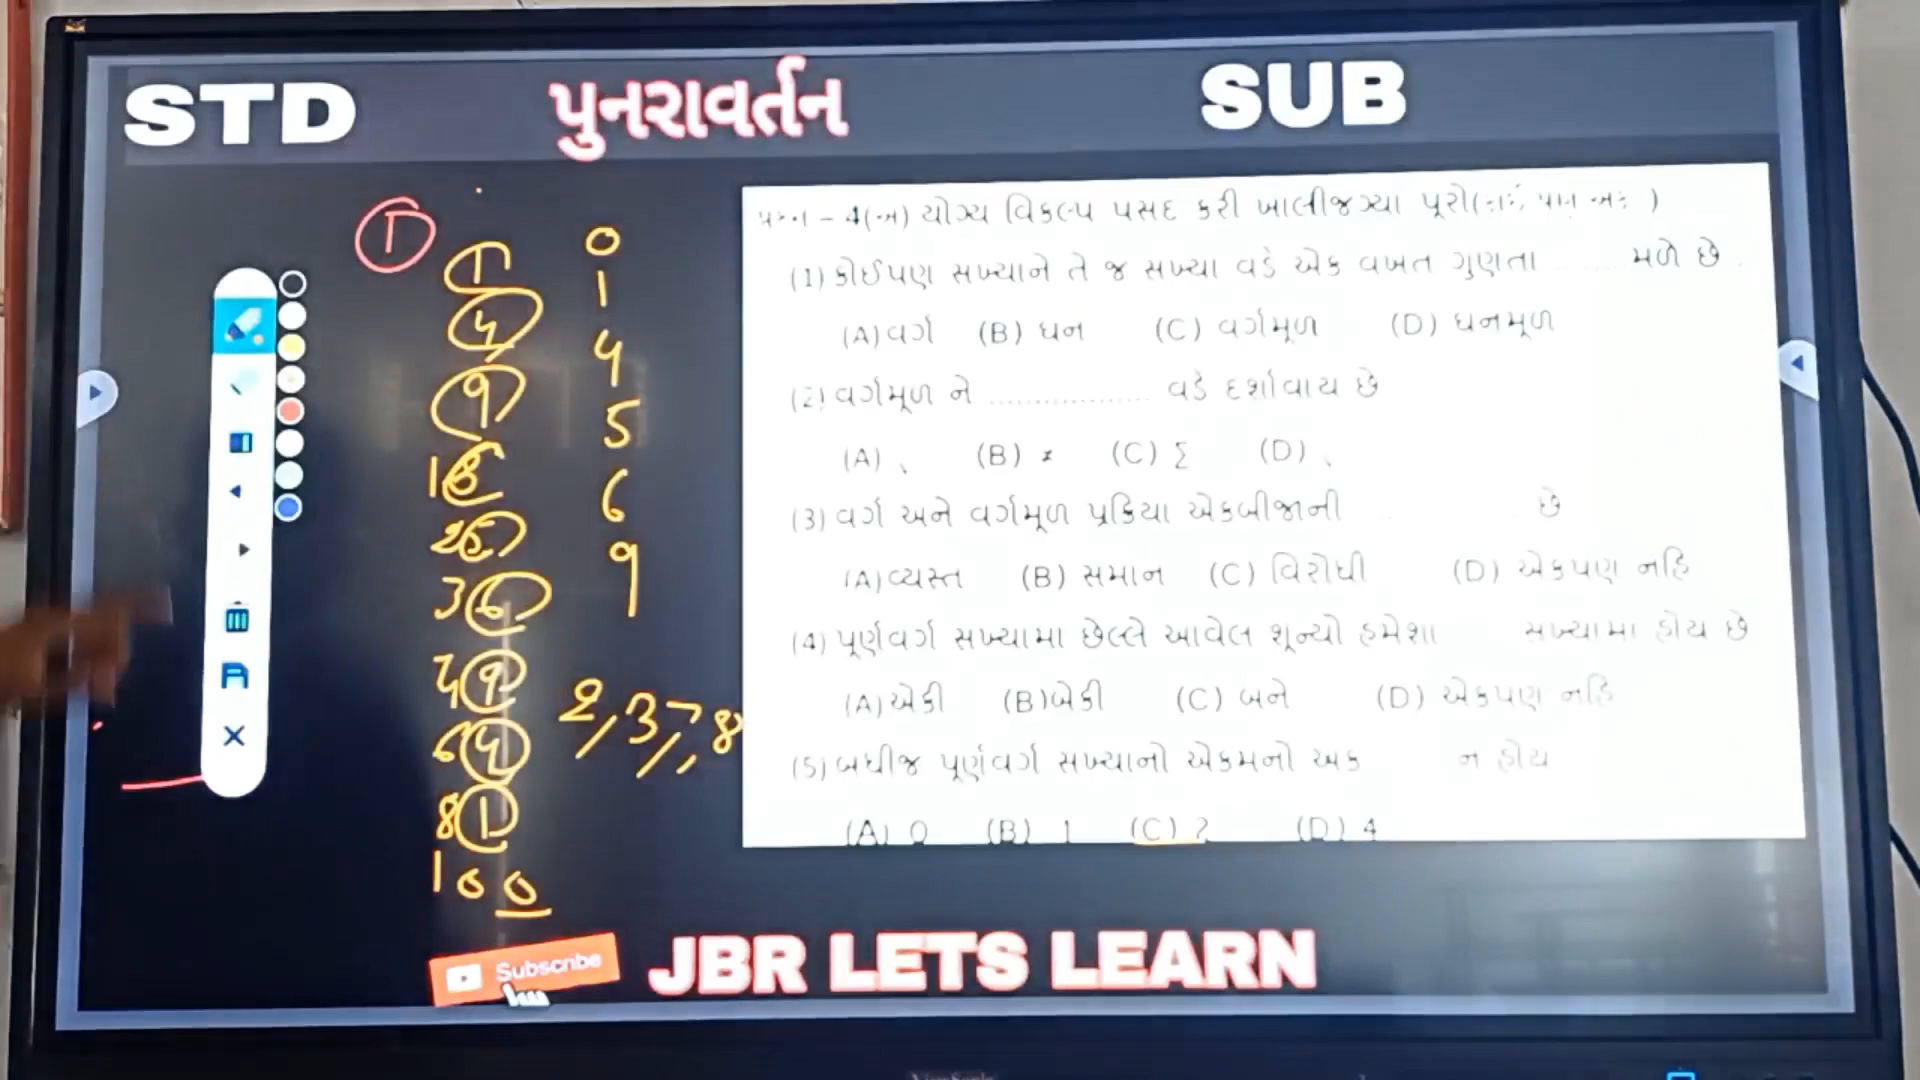 STD પુનરાવર્તન SUB
1
1
4
9
16
25
36
49
64
81
100
0
1
4
5
6
9
2, 3, 7, 8
પ્રશ્ન - 4(અ) યોગ્ય વિકલ્પ પસદ કરી ખાલીજગ્યા પૂરો(
(1) કોઈપણ સખ્યાને તે જ સખ્યા વડે એક વખત ગુણતા ...... મળે છે .
(A) વર્ગ (B) ઘન (C) વર્ગમૂળ (D) ઘનમૂળ
(2) વર્ગમૂળ ને ................ વડે દર્શાવાય છે
(A) (B) (C) Σ (D)
(3) વર્ગ અને વર્ગમૂળ પ્રક્રિયા એકબીજાની છે
(A) વ્યસ્ત (B) સમાન (C) વિરોધી (D) એકપણ નહિ
(4) પૂર્ણવર્ગ સખ્યામા છેલ્લે આવેલ શૂન્યો હમેશા સખ્યામા હોય છે
(A) એકી (B) બેકી (C) બને (D) એકપણ નહિ
(5) બધીજ પૂર્ણવર્ગ સખ્યાનો એકમનો અક ન હોય
(A) 0 (B) 1 (C) 2 (D) 4
Subscribe
JBR LETS LEARN